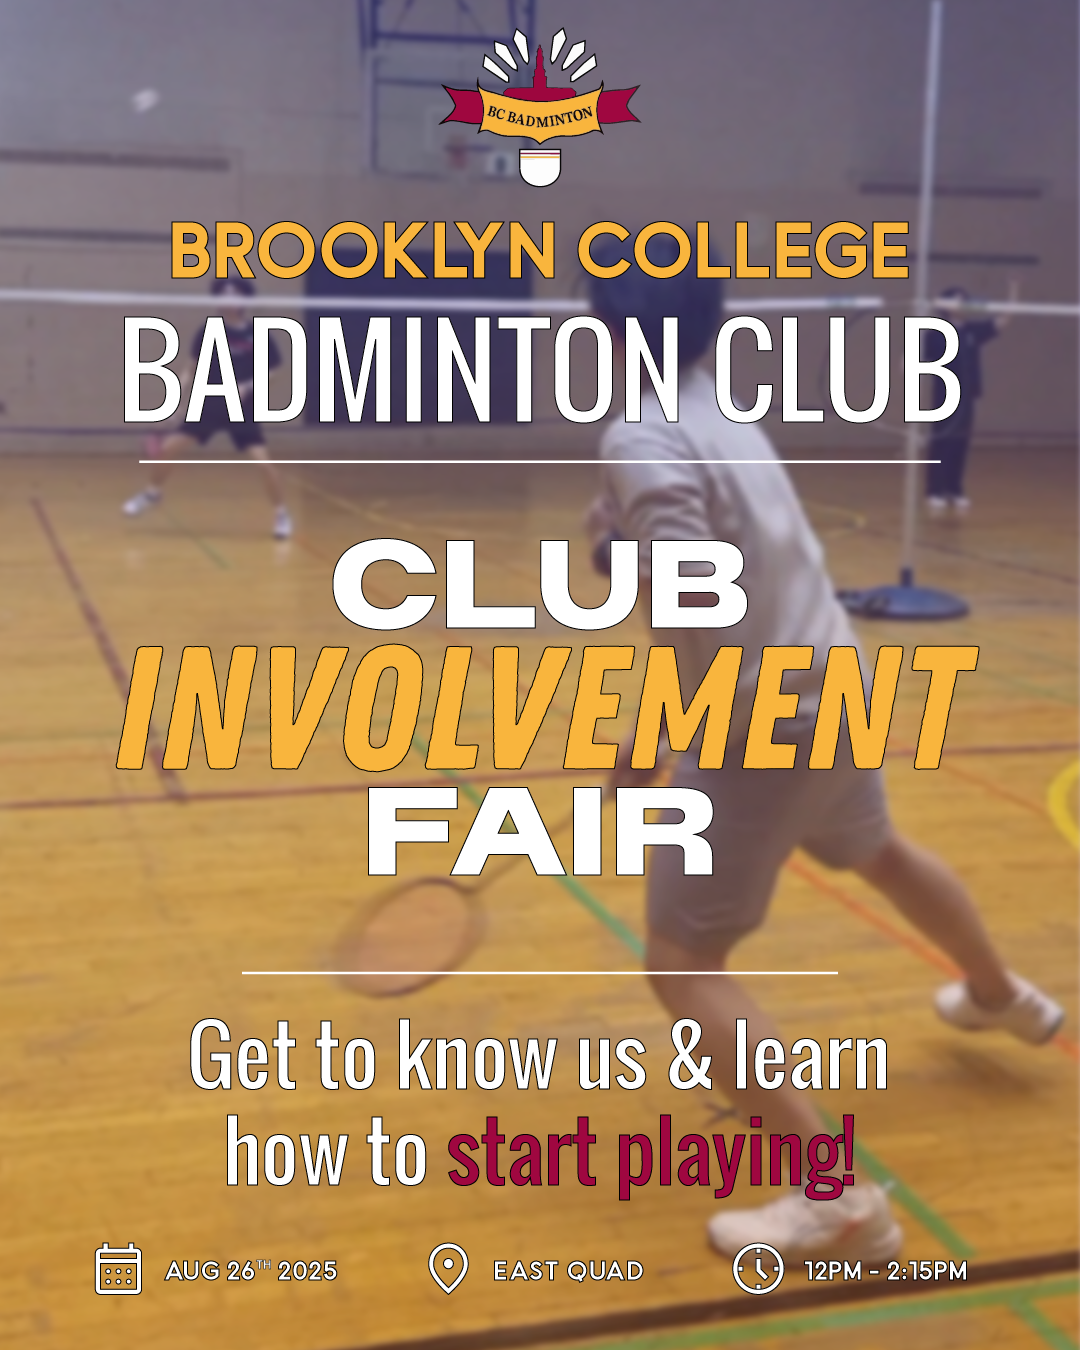 BC BADMINTON
BROOKLYN COLLEGE
BADMINTON CLUB
CLUB
INVOLVEMENT
FAIR
Get to know us & learn
how to start playing!
AUG 26TH 2025
EAST QUAD
12PM - 2:15PM